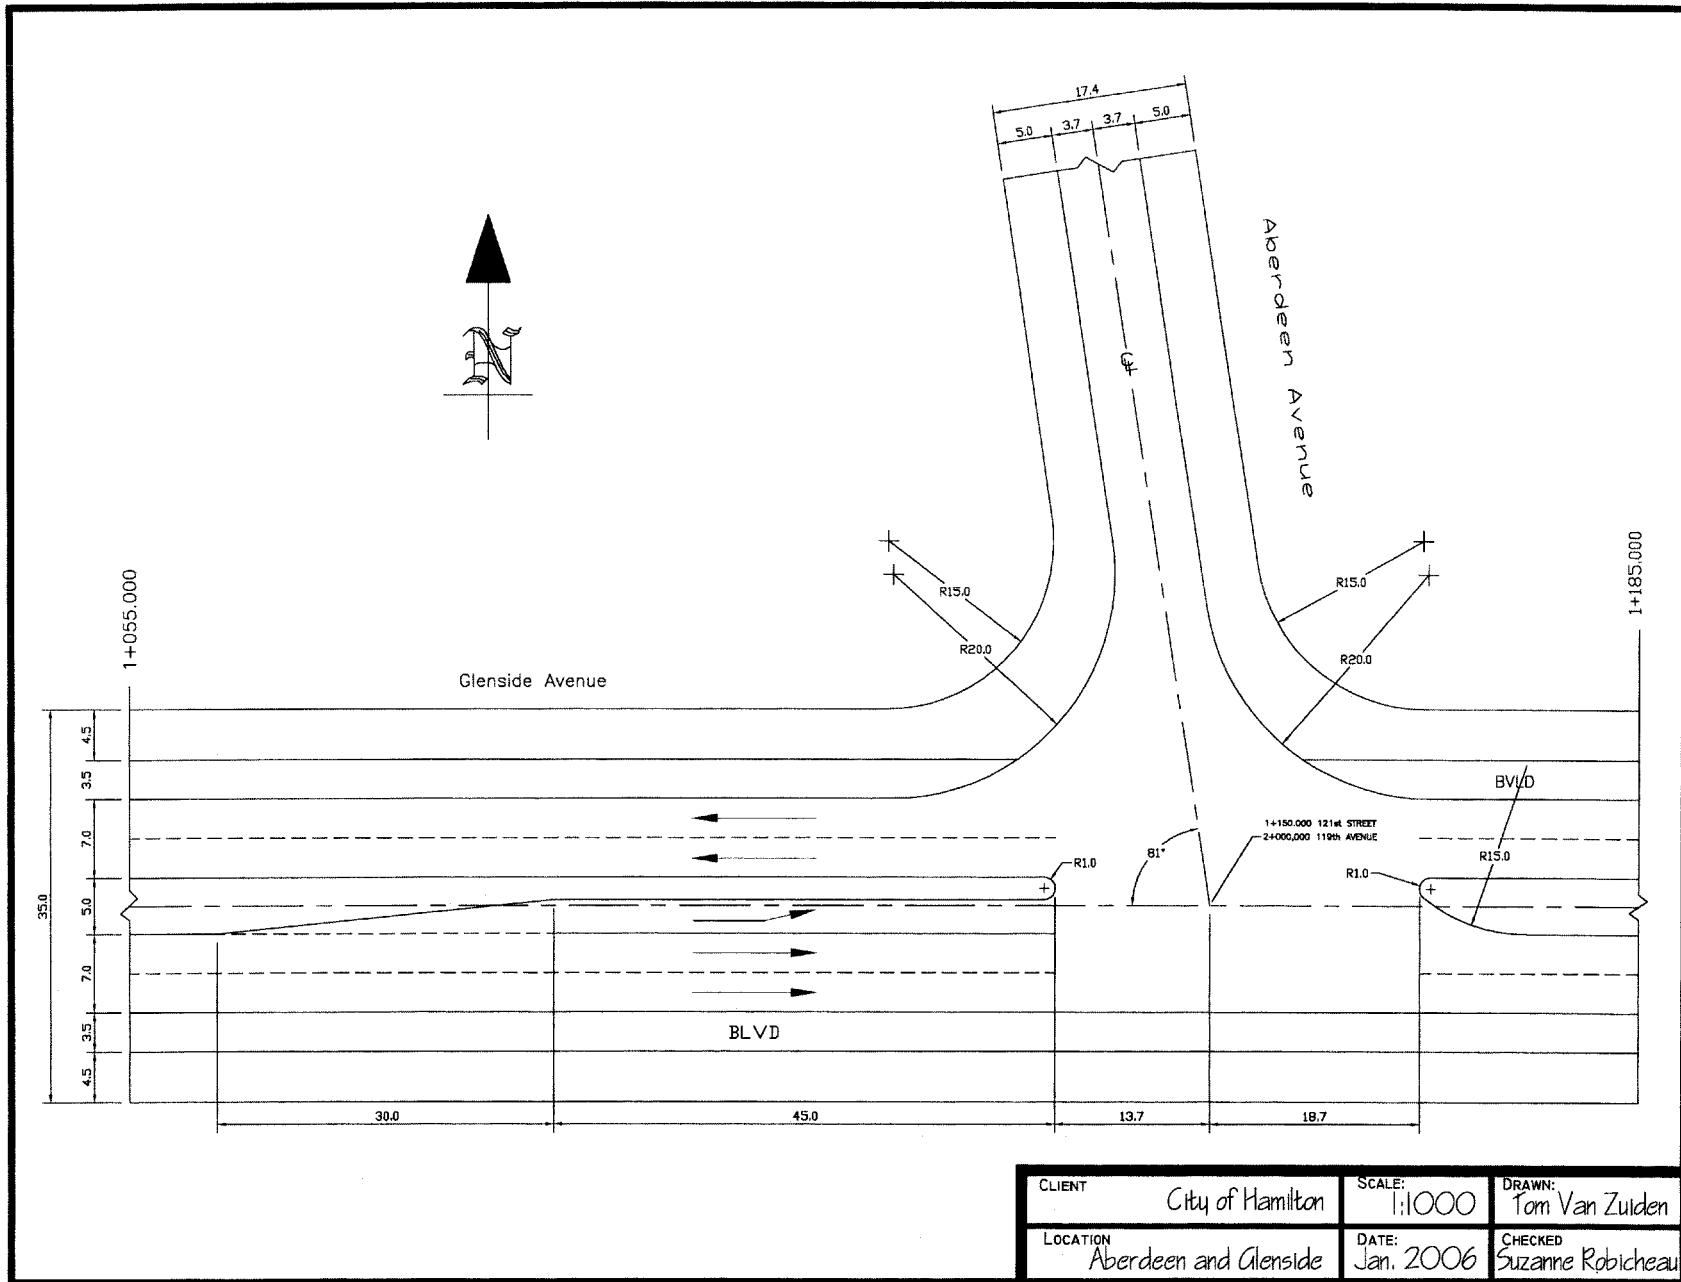 17.4
5.0 3.7 3.7 5.0
Aberdeen Avenue
N
R15.0
R20.0
R15.0
R20.0
1+055.000
1+185.000
Glenside Avenue
35.0
4.5
3.5
7.0
5.0
7.0
3.5
4.5
BVLD
1+150.000 121st STREET
2+000,000 119th AVENUE
81°
R1.0
R1.0
R15.0
BLVD
30.0 45.0 13.7 18.7
CLIENT
City of Hamilton
SCALE:
1:1000
DRAWN:
Tom Van Zuiden
LOCATION
Aberdeen and Glenside
DATE:
Jan. 2006
CHECKED
Suzanne Robicheau